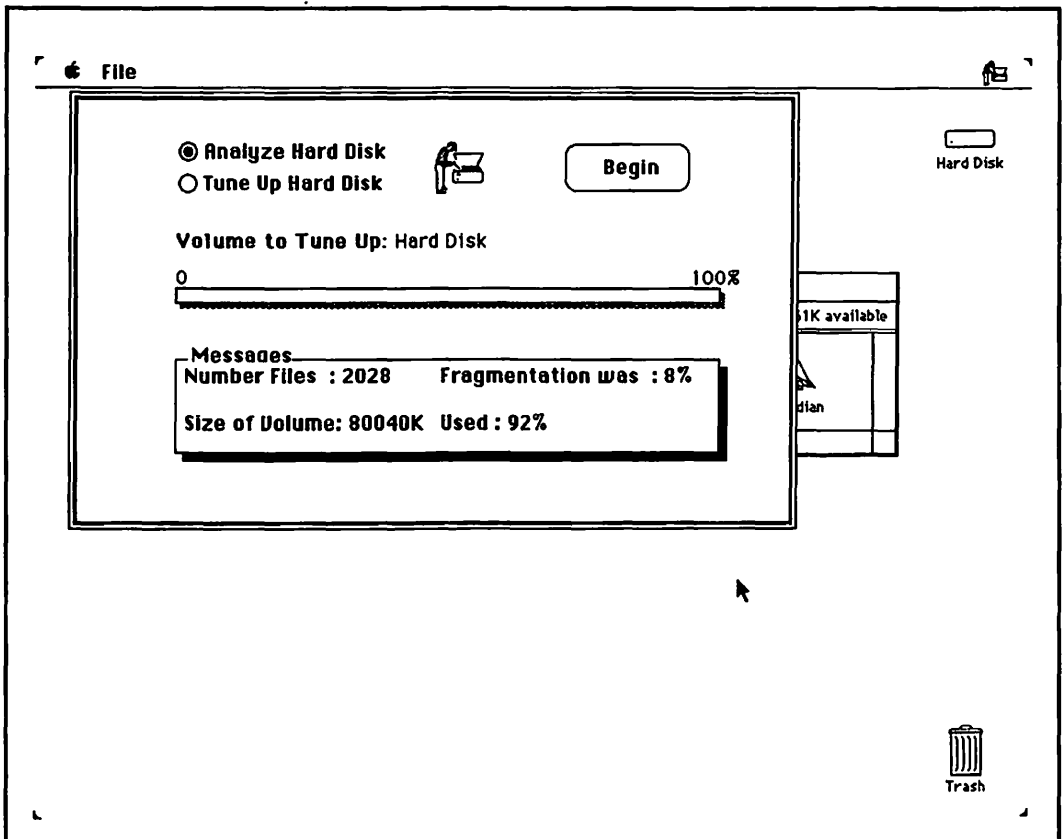 File
Analyze Hard Disk
Tune Up Hard Disk
Begin
Hard Disk
Volume to Tune Up: Hard Disk
0 100%
51K available
Messages
Number Files : 2028 Fragmentation was : 8%
Size of Volume: 80040K Used : 92%
dian
Trash